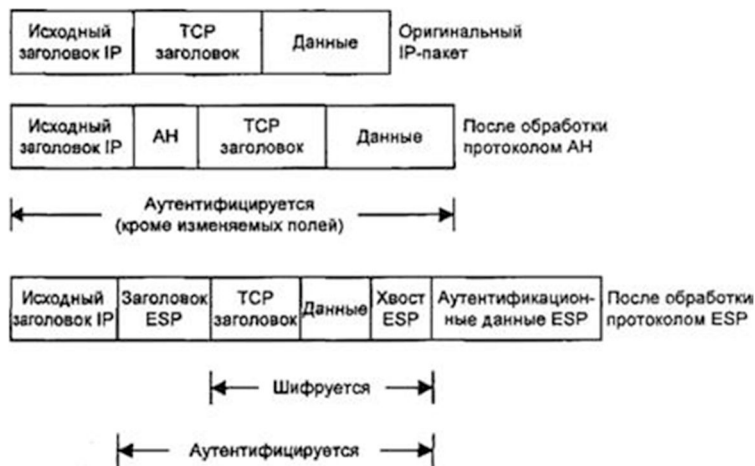 Исходный заголовок IP
TCP заголовок
Данные
Оригинальный IP-пакет
Исходный заголовок IP
AH
TCP заголовок
Данные
После обработки протоколом AH
Аутентифицируется
(кроме изменяемых полей)
Исходный заголовок IP
Заголовок ESP
TCP заголовок
Данные
Хвост ESP
Аутентификацион-
ные данные ESP
После обработки протоколом ESP
Шифруется
Аутентифицируется